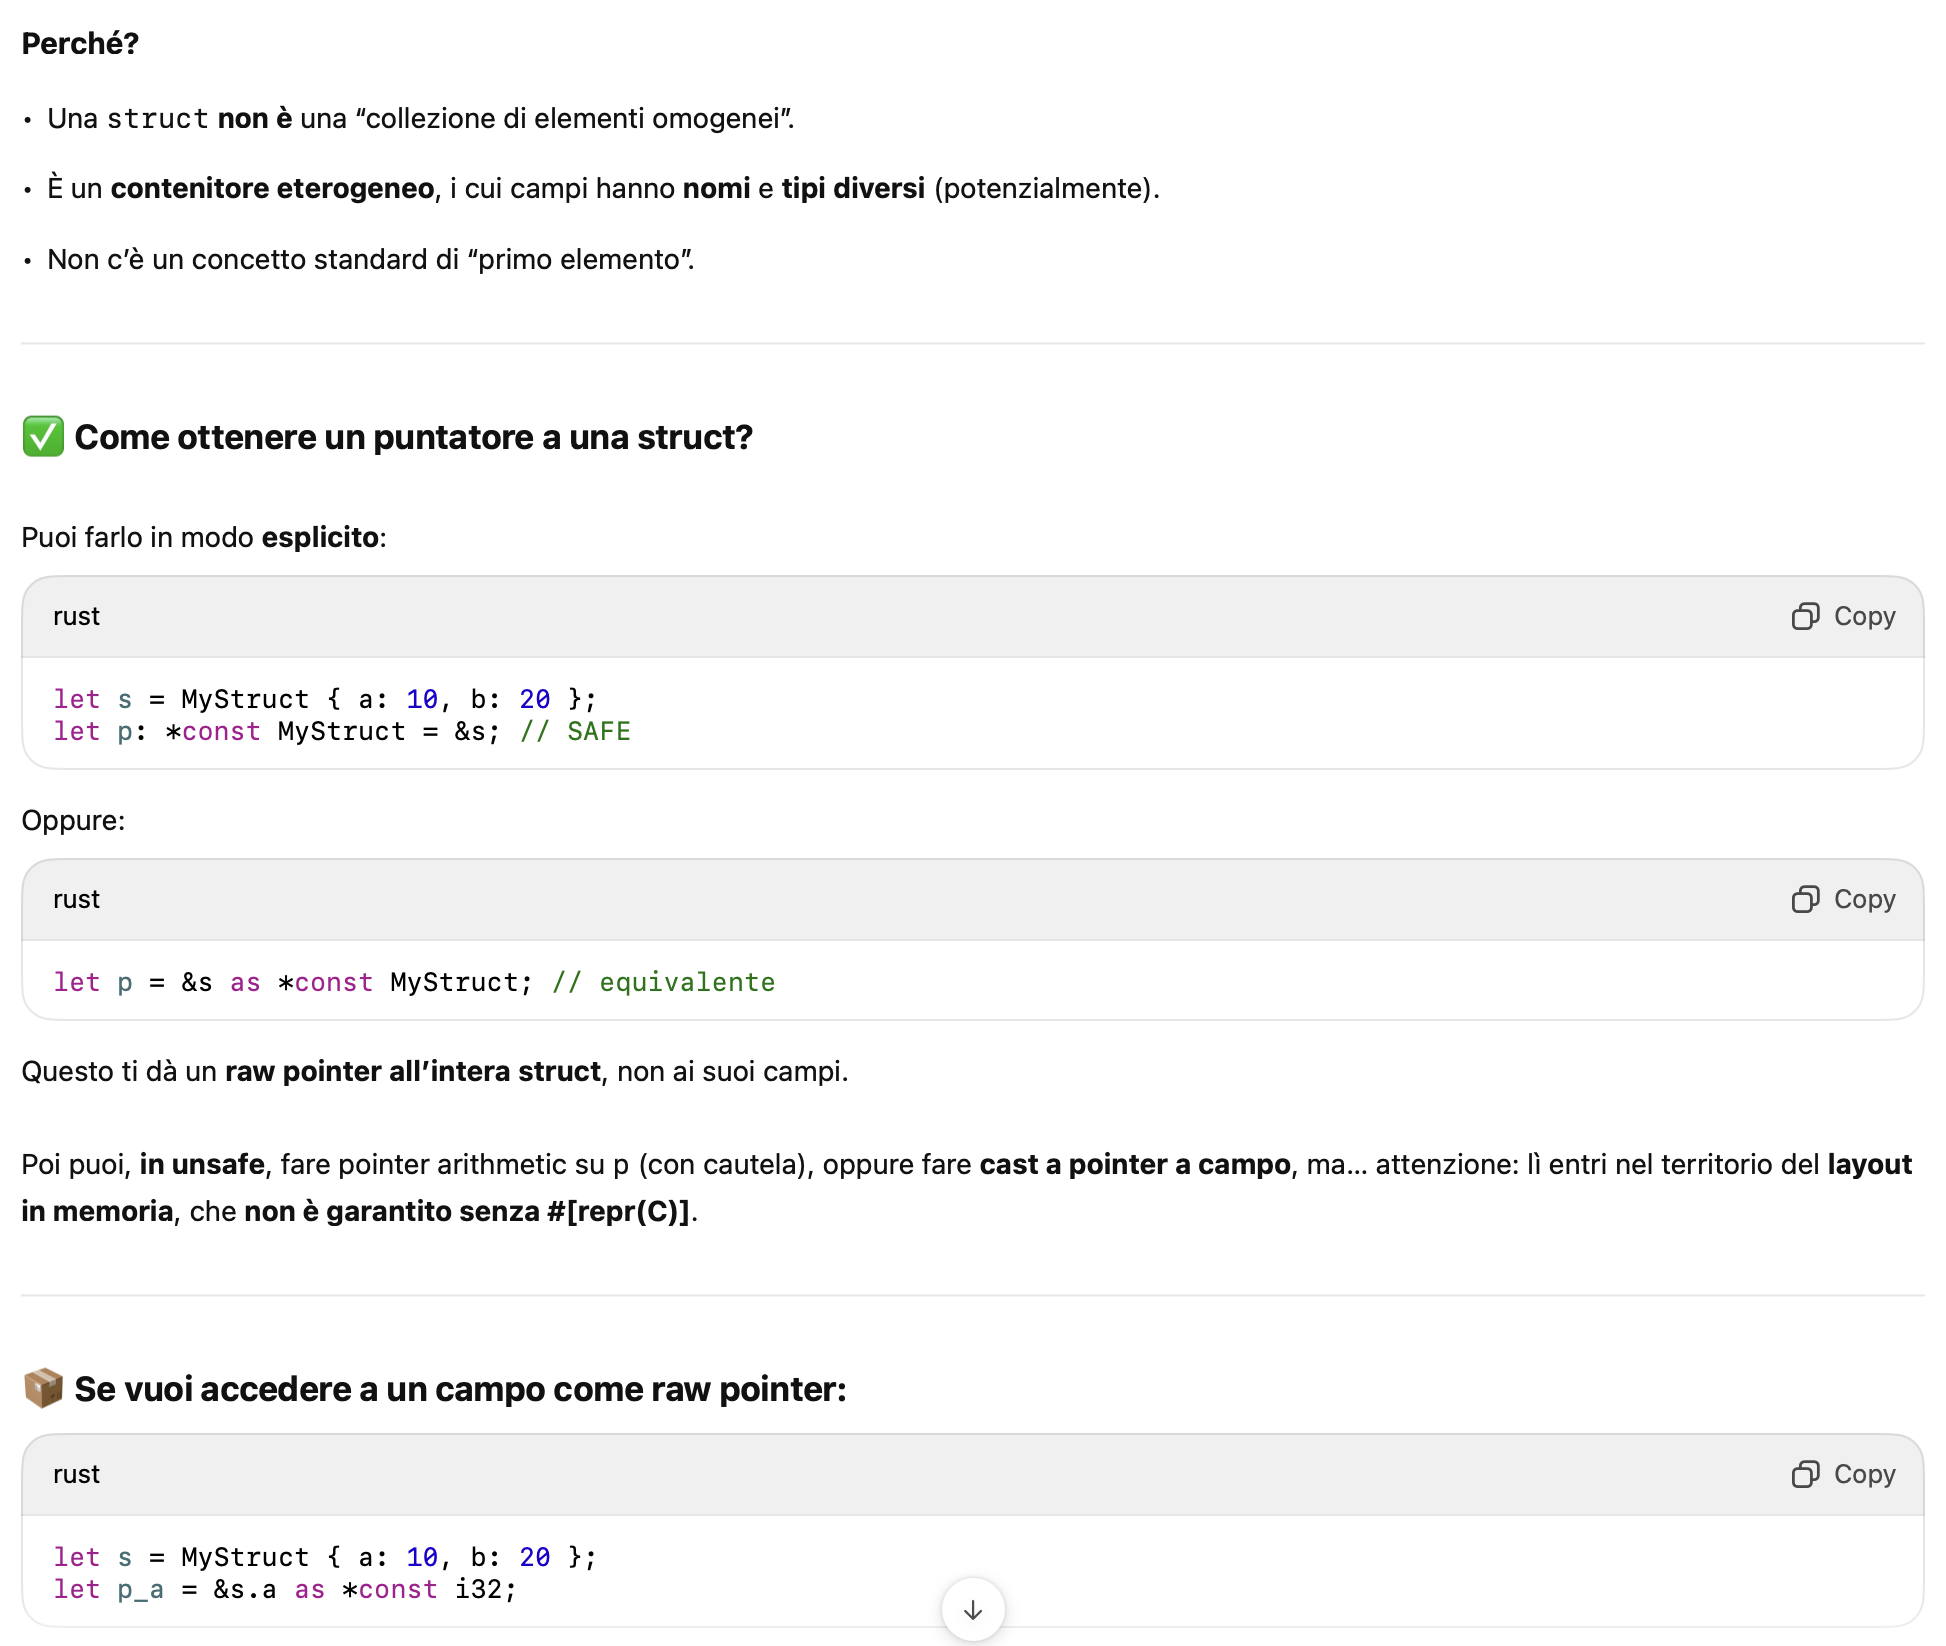 Perché?
• Una struct non è una “collezione di elementi omogenei”.
• È un contenitore eterogeneo, i cui campi hanno nomi e tipi diversi (potenzialmente).
• Non c’è un concetto standard di “primo elemento”.
✅ Come ottenere un puntatore a una struct?
Puoi farlo in modo esplicito:
rust
Copy
let s = MyStruct { a: 10, b: 20 };
let p: *const MyStruct = &s; // SAFE
Oppure:
rust
Copy
let p = &s as *const MyStruct; // equivalente
Questo ti dà un raw pointer all’intera struct, non ai suoi campi.
Poi puoi, in unsafe, fare pointer arithmetic su p (con cautela), oppure fare cast a pointer a campo, ma... attenzione: lì entri nel territorio del layout
in memoria, che non è garantito senza #[repr(C)].
📦 Se vuoi accedere a un campo come raw pointer:
rust
Copy
let s = MyStruct { a: 10, b: 20 };
let p_a = &s.a as *const i32;